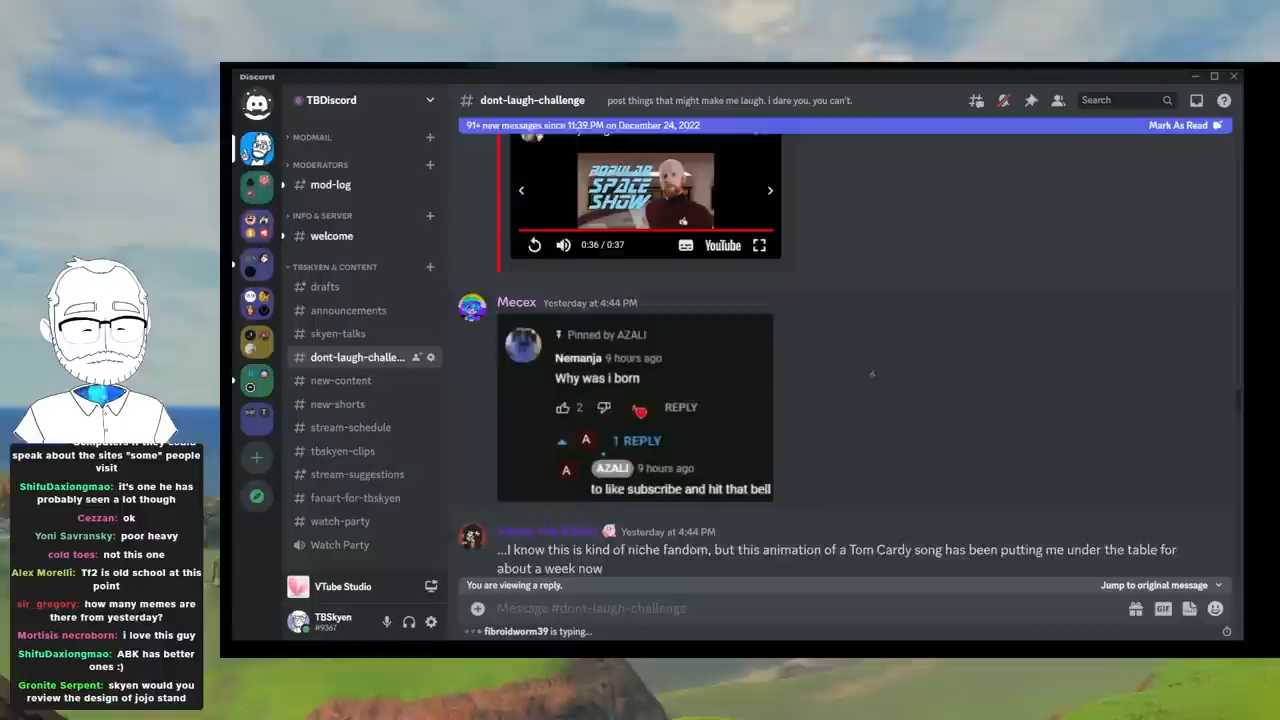 Discord
TBDiscord
MODMAIL
MODERATORS
mod-log
INFO & SERVER
welcome
TBSKYEN & CONTENT
drafts
announcements
skyen-talks
dont-laugh-challe...
new-content
new-shorts
stream-schedule
tbskyen-clips
stream-suggestions
fanart-for-tbskyen
watch-party
Watch Party
VTube Studio
TBSkyen
#9367
# dont-laugh-challenge
post things that might make me laugh. i dare you. you can't.
Search
91+ new messages since 11:39 PM on December 24, 2022
Mark As Read
POPULAR
SPACE
SHOW
0:36 / 0:37
YouTube
Mecex Yesterday at 4:44 PM
Pinned by AZALI
Nemanja 9 hours ago
Why was i born
2
REPLY
A
1 REPLY
A
AZALI 9 hours ago
to like subscribe and hit that bell
Yesterday at 4:44 PM
...I know this is kind of niche fandom, but this animation of a Tom Cardy song has been putting me under the table for
about a week now
You are viewing a reply.
Jump to original message
Message #dont-laugh-challenge
GIF
fibroidworm39 is typing...
speak about the sites "some" people
visit
ShifuDaxiongmao: it's one he has
probably seen a lot though
Cezzan: ok
Yoni Savransky: poor heavy
cold toes: not this one
Alex Morelli: Tf2 is old school at this
point
sir_gregory: how many memes are
there from yesterday?
Mortisis necroborn: i love this guy
ShifuDaxiongmao: ABK has better
ones :)
Gronite Serpent: skyen would you
review the design of jojo stand